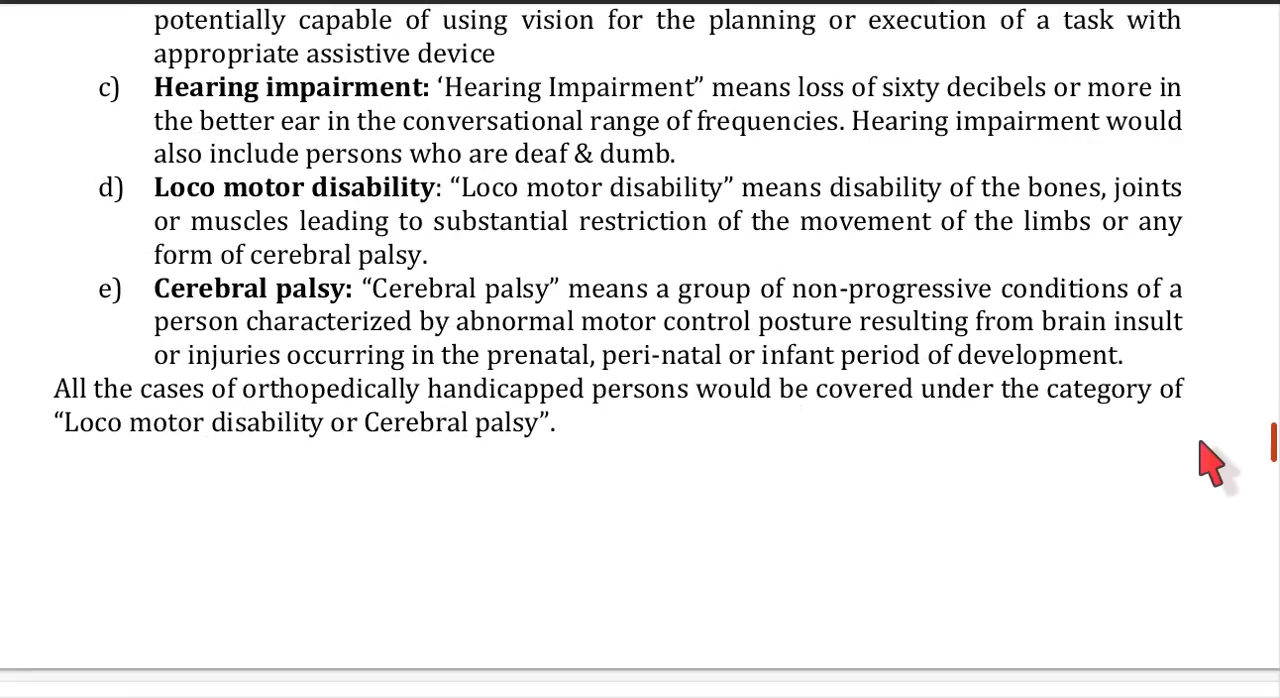 potentially capable of using vision for the planning or execution of a task with
appropriate assistive device
c) Hearing impairment: ‘Hearing Impairment” means loss of sixty decibels or more in
the better ear in the conversational range of frequencies. Hearing impairment would
also include persons who are deaf & dumb.
d) Loco motor disability: “Loco motor disability” means disability of the bones, joints
or muscles leading to substantial restriction of the movement of the limbs or any
form of cerebral palsy.
e) Cerebral palsy: “Cerebral palsy” means a group of non-progressive conditions of a
person characterized by abnormal motor control posture resulting from brain insult
or injuries occurring in the prenatal, peri-natal or infant period of development.
All the cases of orthopedically handicapped persons would be covered under the category of
“Loco motor disability or Cerebral palsy”.